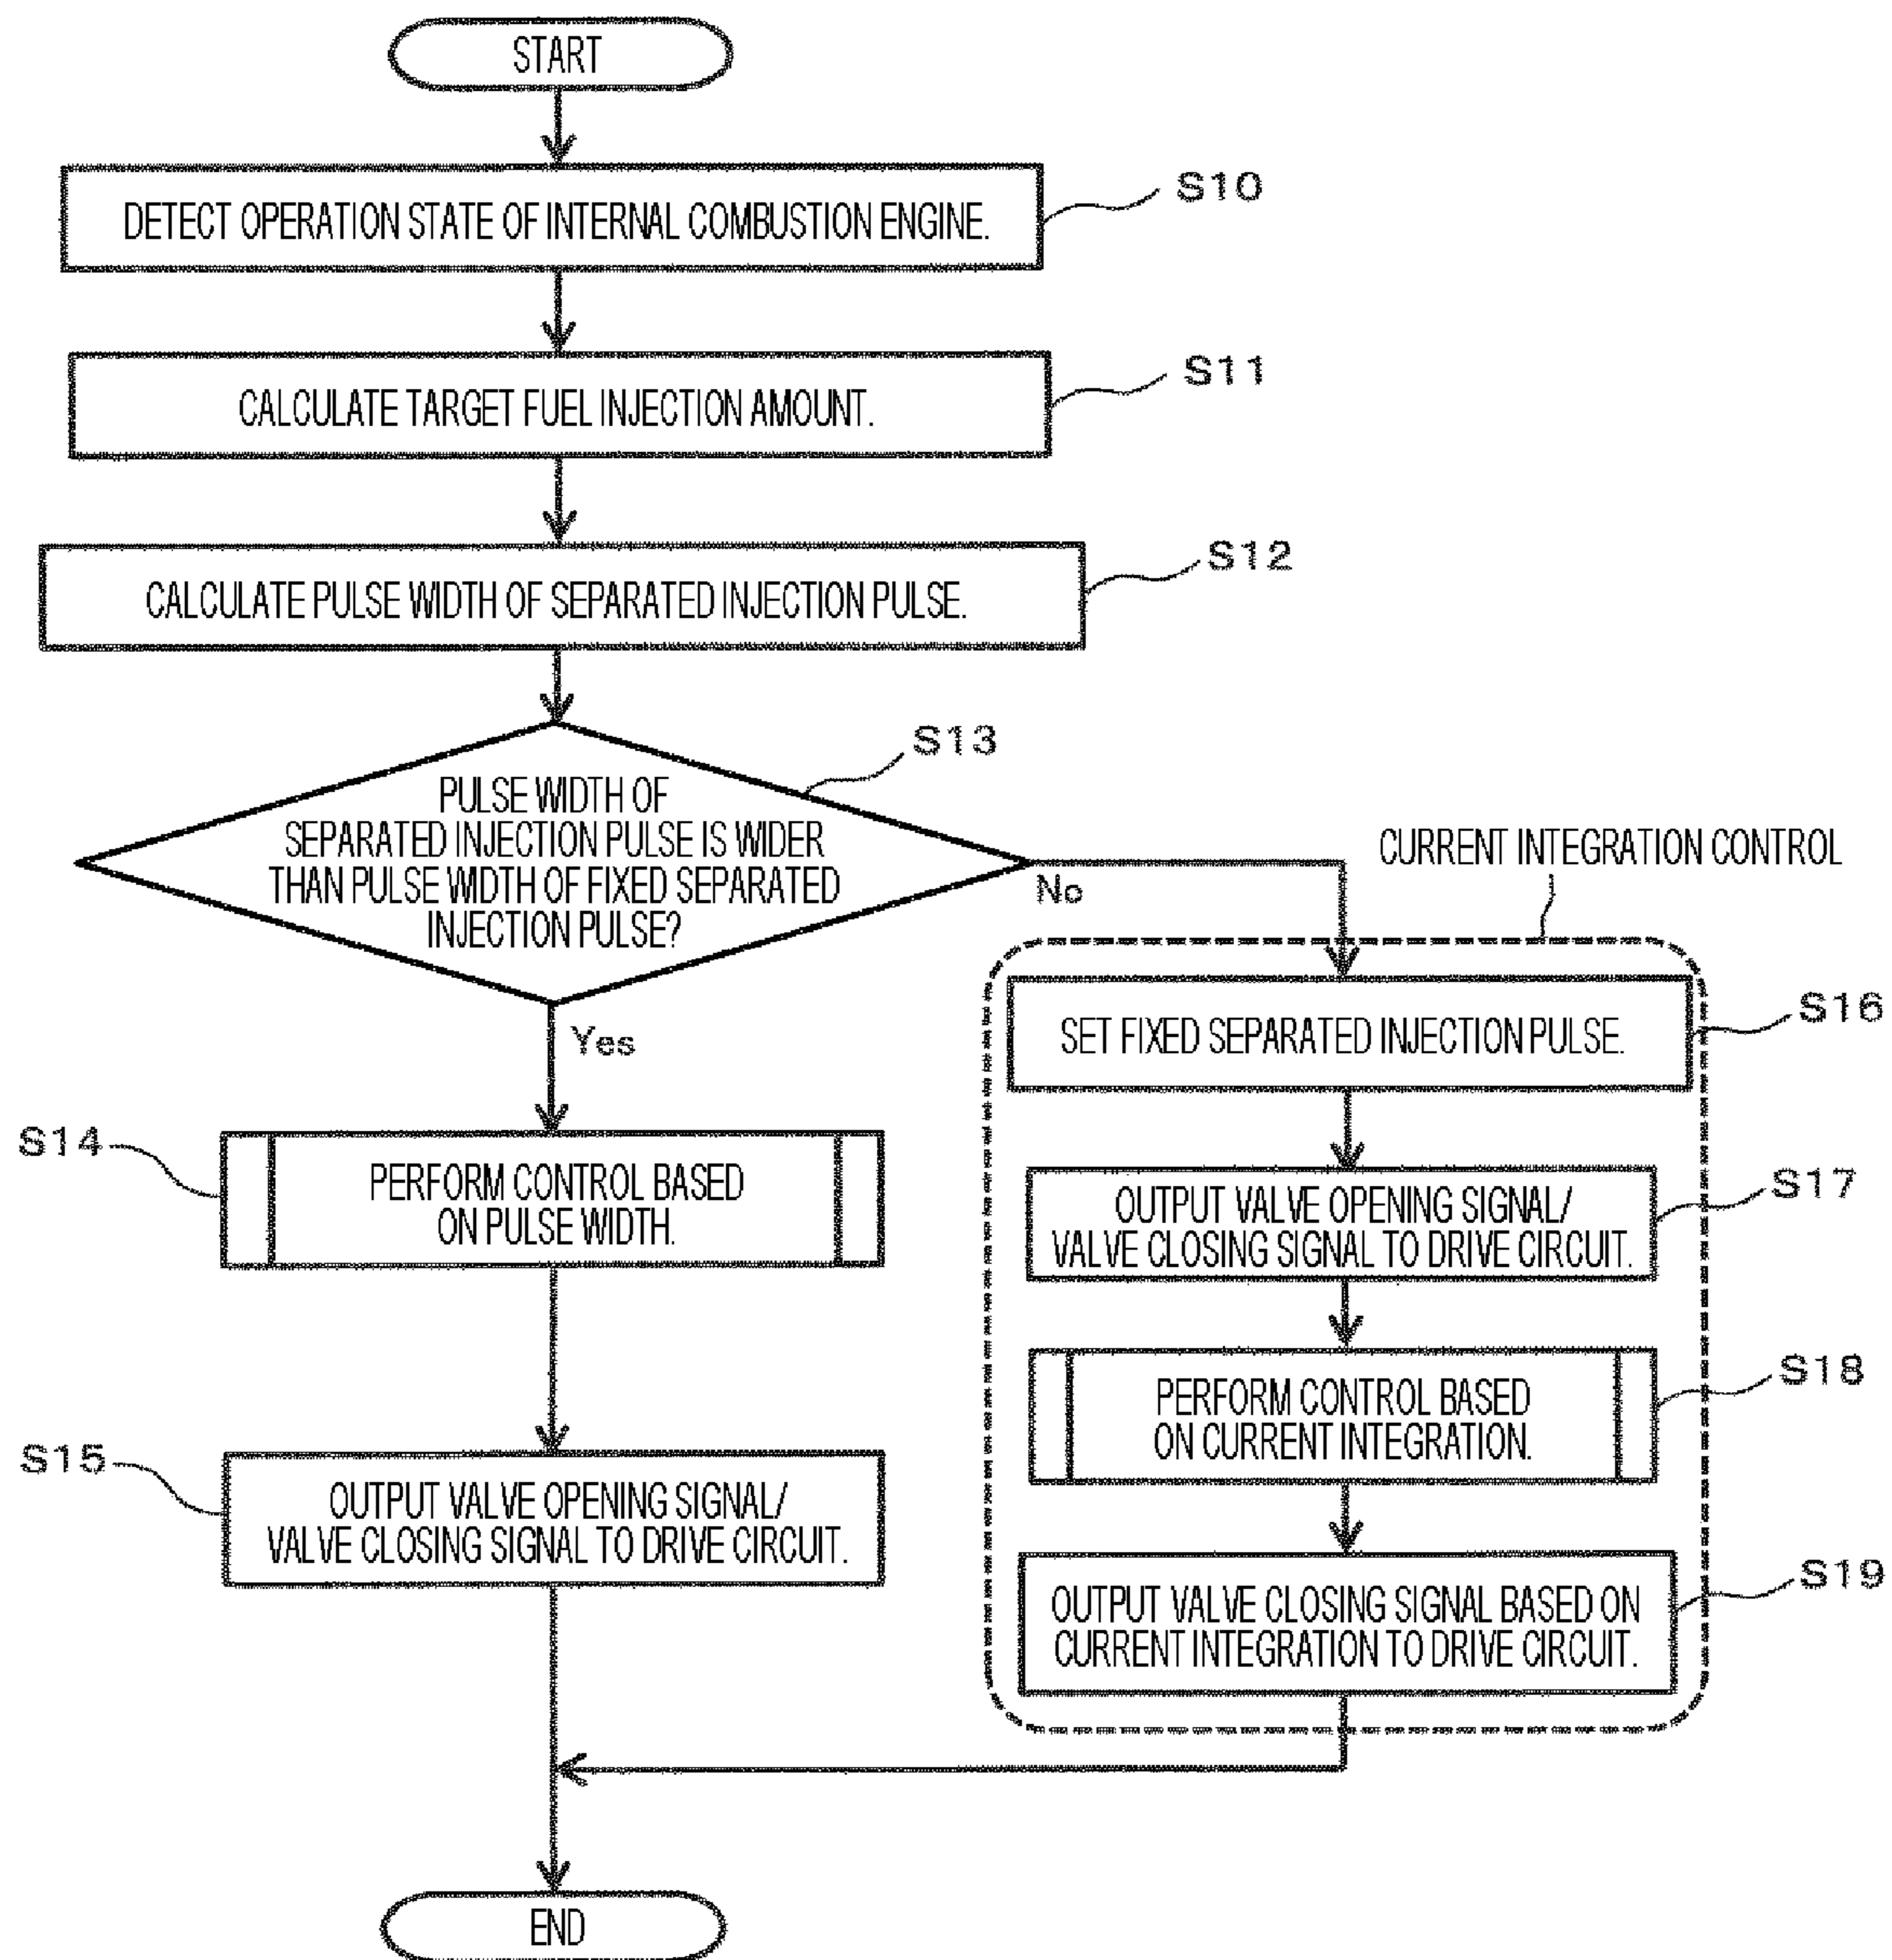 START
DETECT OPERATION STATE OF INTERNAL COMBUSTION ENGINE.
S10
CALCULATE TARGET FUEL INJECTION AMOUNT.
S11
CALCULATE PULSE WIDTH OF SEPARATED INJECTION PULSE.
S12
S13
PULSE WIDTH OF
SEPARATED INJECTION PULSE IS WIDER
THAN PULSE WIDTH OF FIXED SEPARATED
INJECTION PULSE?
No
Yes
CURRENT INTEGRATION CONTROL
S14
PERFORM CONTROL BASED
ON PULSE WIDTH.
S15
OUTPUT VALVE OPENING SIGNAL/
VALVE CLOSING SIGNAL TO DRIVE CIRCUIT.
SET FIXED SEPARATED INJECTION PULSE.
S16
OUTPUT VALVE OPENING SIGNAL/
VALVE CLOSING SIGNAL TO DRIVE CIRCUIT.
S17
PERFORM CONTROL BASED
ON CURRENT INTEGRATION.
S18
OUTPUT VALVE CLOSING SIGNAL BASED ON
CURRENT INTEGRATION TO DRIVE CIRCUIT.
S19
END